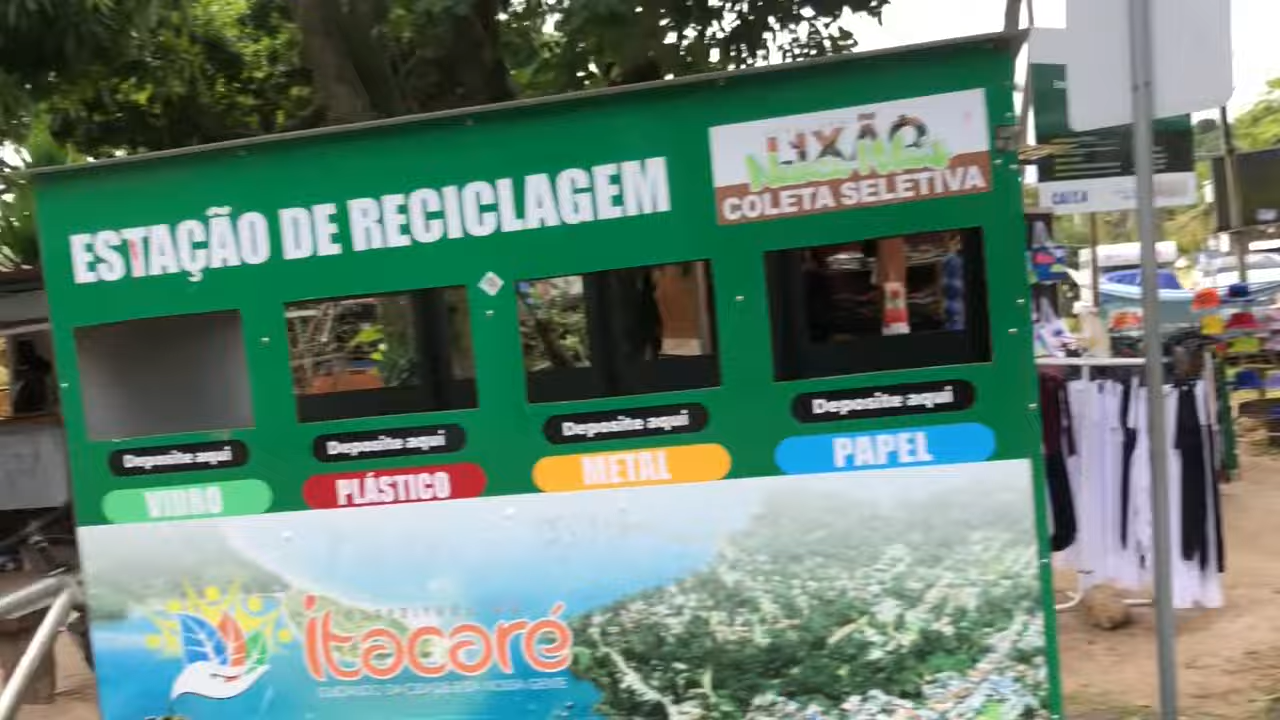 ESTAÇÃO DE RECICLAGEM
LIXÃO
COLETA SELETIVA
Deposite aqui
VIDRO
Deposite aqui
PLÁSTICO
Deposite aqui
METAL
Deposite aqui
PAPEL
itacaré
CAIXA